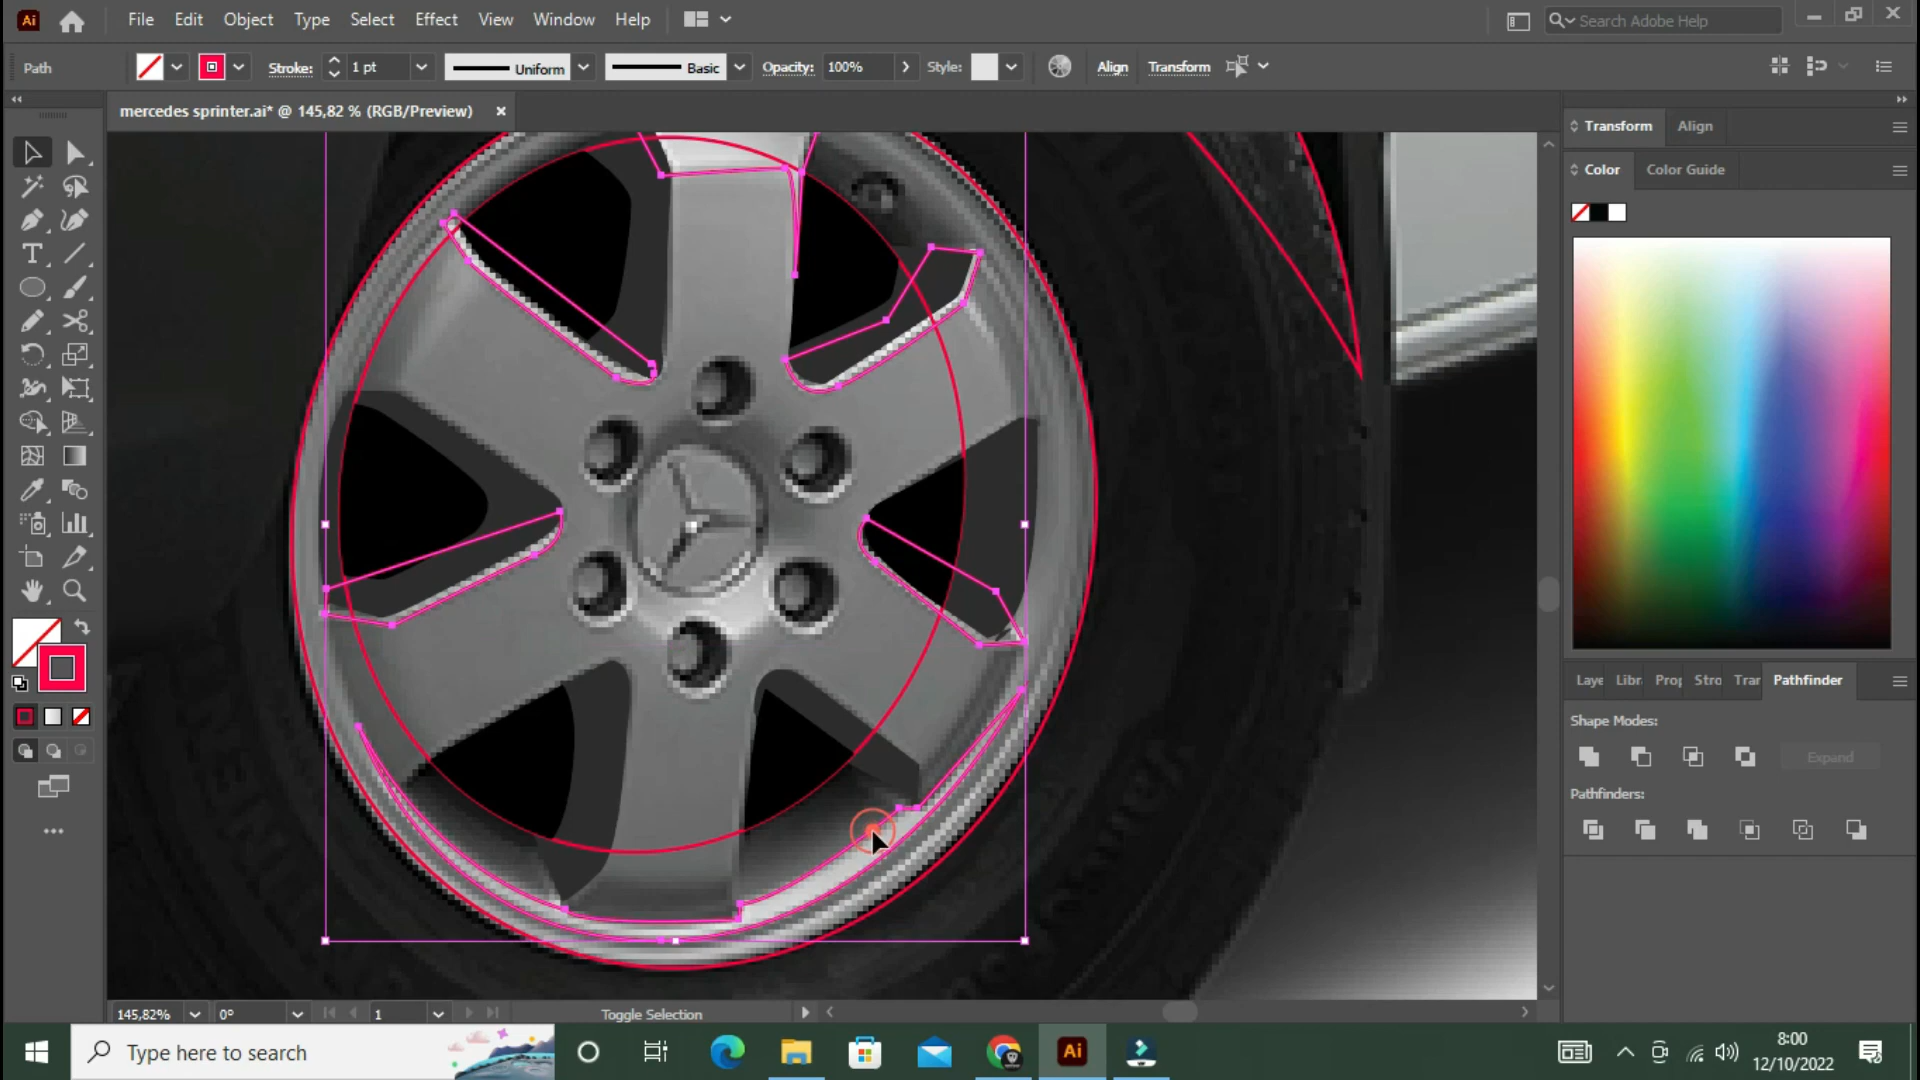 Ai File Edit Object Type Select Effect View Window Help Search Adobe Help
Path Stroke: 1 pt Uniform Basic Opacity: 100% Style: Align Transform
mercedes sprinter.ai* @ 145,82 % (RGB/Preview) ×
Transform Align
Color Color Guide
Laye Libr Prop Stro Trar Pathfinder
Shape Modes:
Expand
Pathfinders:
145,82% 0° 1 Toggle Selection
Type here to search
Ai
8:00
12/10/2022